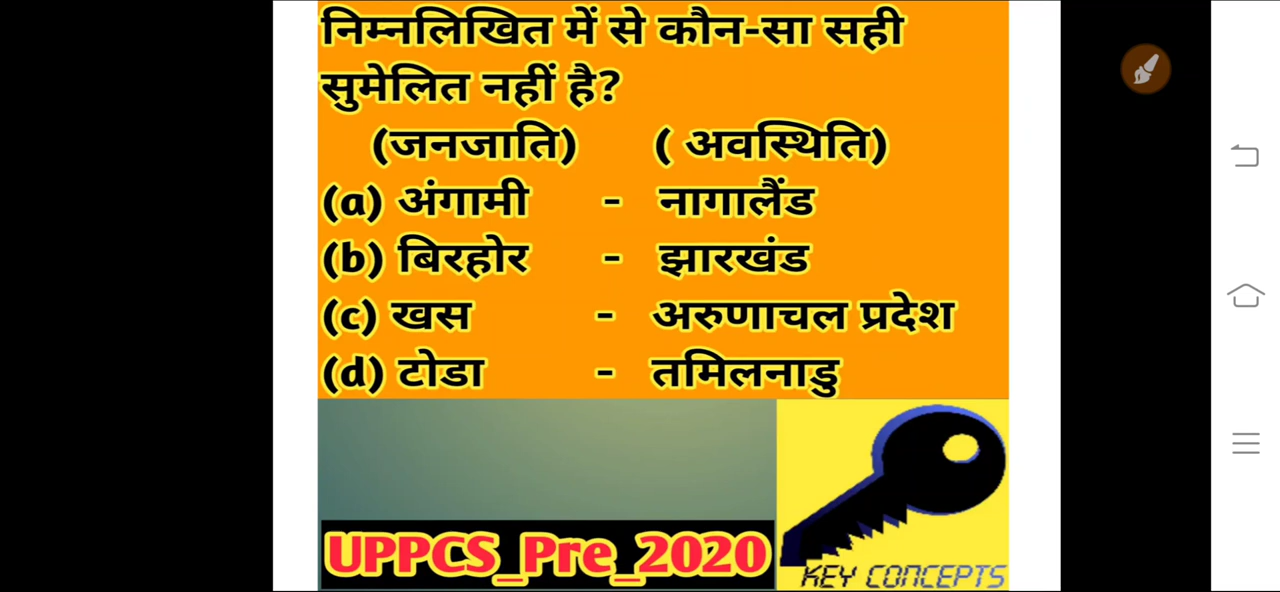 निम्नलिखित में से कौन-सा सही
सुमेलित नहीं है?
(जनजाति) ( अवस्थिति)
(a) अंगामी - नागालैंड
(b) बिरहोर - झारखंड
(c) खस - अरुणाचल प्रदेश
(d) टोडा - तमिलनाडु
UPPCS_Pre_2020
KEY CONCEPTS